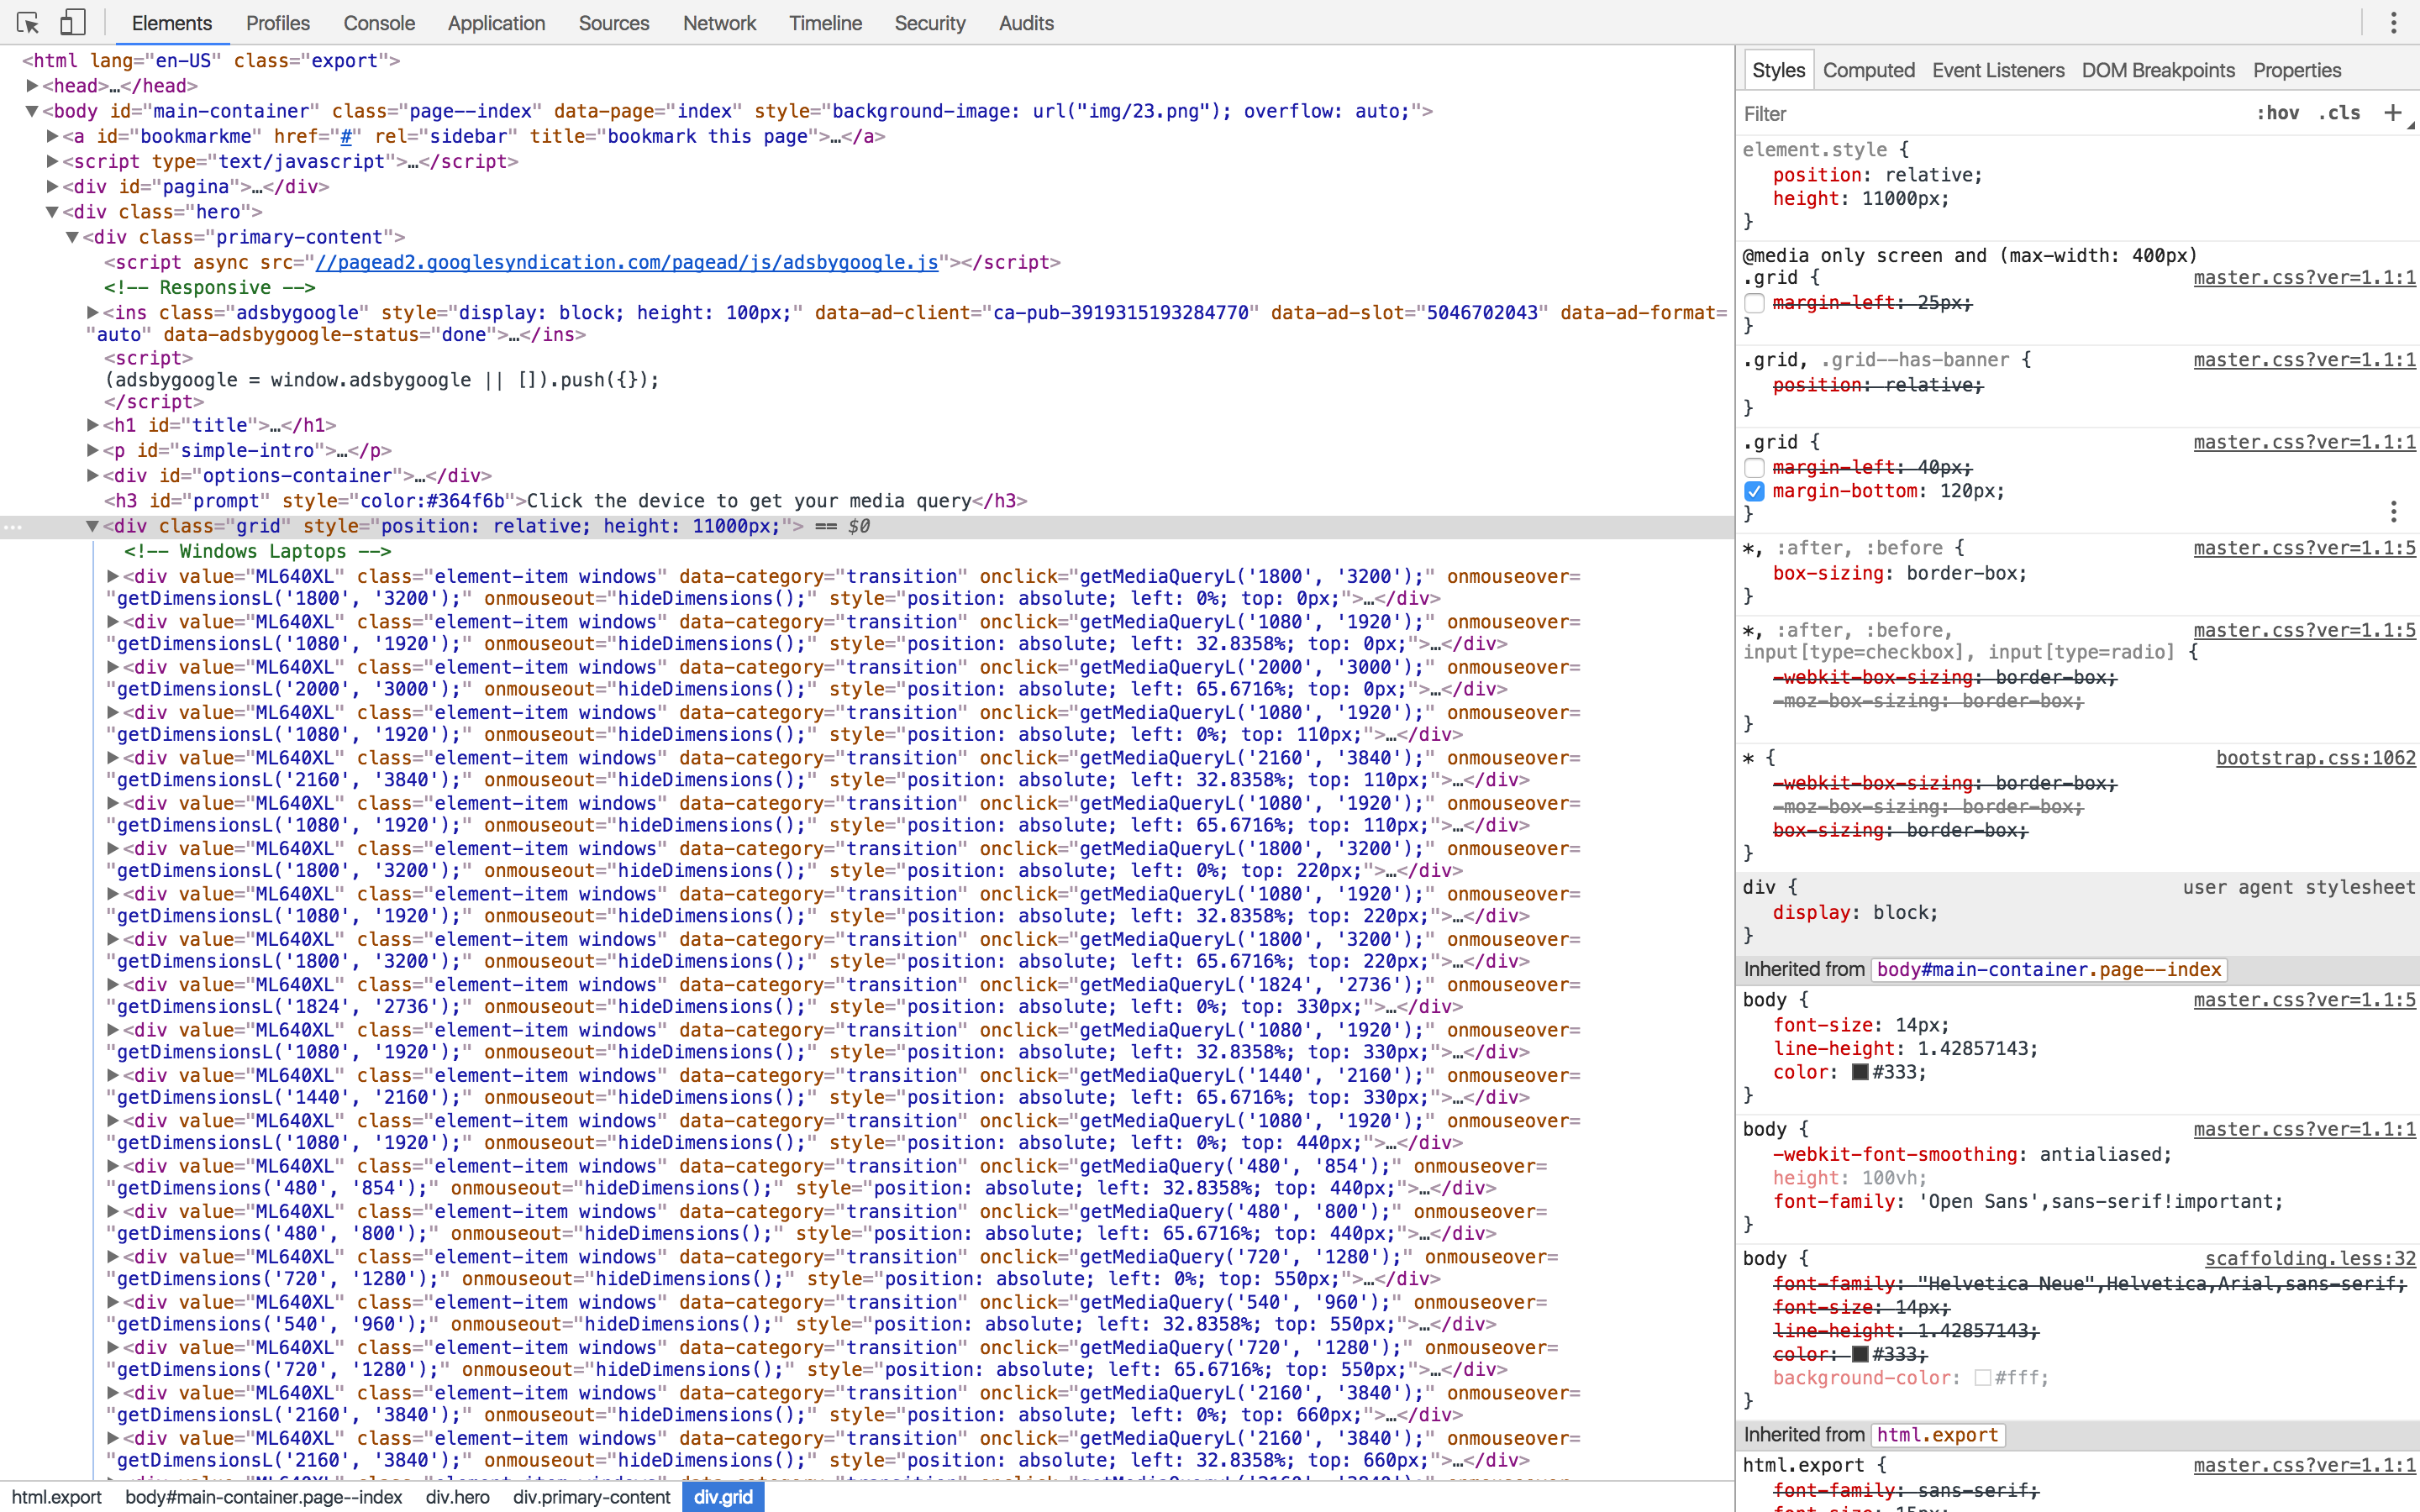 Elements Profiles Console Application Sources Network Timeline Security Audits
<html lang="en-US" class="export">
▶<head>…</head>
▼<body id="main-container" class="page--index" data-page="index" style="background-image: url("img/23.png"); overflow: auto;">
▶<a id="bookmarkme" href="#" rel="sidebar" title="bookmark this page">…</a>
▶<script type="text/javascript">…</script>
▶<div id="pagina">…</div>
▼<div class="hero">
▼<div class="primary-content">
<script async src="//pagead2.googlesyndication.com/pagead/js/adsbygoogle.js"></script>
<!-- Responsive -->
▶<ins class="adsbygoogle" style="display: block; height: 100px;" data-ad-client="ca-pub-3919315193284770" data-ad-slot="5046702043" data-ad-format=
"auto" data-adsbygoogle-status="done">…</ins>
<script>
(adsbygoogle = window.adsbygoogle || []).push({});
</script>
▶<h1 id="title">…</h1>
▶<p id="simple-intro">…</p>
▶<div id="options-container">…</div>
<h3 id="prompt" style="color:#364f6b">Click the device to get your media query</h3>
… ▼<div class="grid" style="position: relative; height: 11000px;"> == $0
<!-- Windows Laptops -->
▶<div value="ML640XL" class="element-item windows" data-category="transition" onclick="getMediaQueryL('1800', '3200');" onmouseover=
"getDimensionsL('1800', '3200');" onmouseout="hideDimensions();" style="position: absolute; left: 0%; top: 0px;">…</div>
▶<div value="ML640XL" class="element-item windows" data-category="transition" onclick="getMediaQueryL('1080', '1920');" onmouseover=
"getDimensionsL('1080', '1920');" onmouseout="hideDimensions();" style="position: absolute; left: 32.8358%; top: 0px;">…</div>
▶<div value="ML640XL" class="element-item windows" data-category="transition" onclick="getMediaQueryL('2000', '3000');" onmouseover=
"getDimensionsL('2000', '3000');" onmouseout="hideDimensions();" style="position: absolute; left: 65.6716%; top: 0px;">…</div>
▶<div value="ML640XL" class="element-item windows" data-category="transition" onclick="getMediaQueryL('1080', '1920');" onmouseover=
"getDimensionsL('1080', '1920');" onmouseout="hideDimensions();" style="position: absolute; left: 0%; top: 110px;">…</div>
▶<div value="ML640XL" class="element-item windows" data-category="transition" onclick="getMediaQueryL('2160', '3840');" onmouseover=
"getDimensionsL('2160', '3840');" onmouseout="hideDimensions();" style="position: absolute; left: 32.8358%; top: 110px;">…</div>
▶<div value="ML640XL" class="element-item windows" data-category="transition" onclick="getMediaQueryL('1080', '1920');" onmouseover=
"getDimensionsL('1080', '1920');" onmouseout="hideDimensions();" style="position: absolute; left: 65.6716%; top: 110px;">…</div>
▶<div value="ML640XL" class="element-item windows" data-category="transition" onclick="getMediaQueryL('1800', '3200');" onmouseover=
"getDimensionsL('1800', '3200');" onmouseout="hideDimensions();" style="position: absolute; left: 0%; top: 220px;">…</div>
▶<div value="ML640XL" class="element-item windows" data-category="transition" onclick="getMediaQueryL('1080', '1920');" onmouseover=
"getDimensionsL('1080', '1920');" onmouseout="hideDimensions();" style="position: absolute; left: 32.8358%; top: 220px;">…</div>
▶<div value="ML640XL" class="element-item windows" data-category="transition" onclick="getMediaQueryL('1800', '3200');" onmouseover=
"getDimensionsL('1800', '3200');" onmouseout="hideDimensions();" style="position: absolute; left: 65.6716%; top: 220px;">…</div>
▶<div value="ML640XL" class="element-item windows" data-category="transition" onclick="getMediaQueryL('1824', '2736');" onmouseover=
"getDimensionsL('1824', '2736');" onmouseout="hideDimensions();" style="position: absolute; left: 0%; top: 330px;">…</div>
▶<div value="ML640XL" class="element-item windows" data-category="transition" onclick="getMediaQueryL('1080', '1920');" onmouseover=
"getDimensionsL('1080', '1920');" onmouseout="hideDimensions();" style="position: absolute; left: 32.8358%; top: 330px;">…</div>
▶<div value="ML640XL" class="element-item windows" data-category="transition" onclick="getMediaQueryL('1440', '2160');" onmouseover=
"getDimensionsL('1440', '2160');" onmouseout="hideDimensions();" style="position: absolute; left: 65.6716%; top: 330px;">…</div>
▶<div value="ML640XL" class="element-item windows" data-category="transition" onclick="getMediaQueryL('1080', '1920');" onmouseover=
"getDimensionsL('1080', '1920');" onmouseout="hideDimensions();" style="position: absolute; left: 0%; top: 440px;">…</div>
▶<div value="ML640XL" class="element-item windows" data-category="transition" onclick="getMediaQuery('480', '854');" onmouseover=
"getDimensions('480', '854');" onmouseout="hideDimensions();" style="position: absolute; left: 32.8358%; top: 440px;">…</div>
▶<div value="ML640XL" class="element-item windows" data-category="transition" onclick="getMediaQuery('480', '800');" onmouseover=
"getDimensions('480', '800');" onmouseout="hideDimensions();" style="position: absolute; left: 65.6716%; top: 440px;">…</div>
▶<div value="ML640XL" class="element-item windows" data-category="transition" onclick="getMediaQuery('720', '1280');" onmouseover=
"getDimensions('720', '1280');" onmouseout="hideDimensions();" style="position: absolute; left: 0%; top: 550px;">…</div>
▶<div value="ML640XL" class="element-item windows" data-category="transition" onclick="getMediaQuery('540', '960');" onmouseover=
"getDimensions('540', '960');" onmouseout="hideDimensions();" style="position: absolute; left: 32.8358%; top: 550px;">…</div>
▶<div value="ML640XL" class="element-item windows" data-category="transition" onclick="getMediaQuery('720', '1280');" onmouseover=
"getDimensions('720', '1280');" onmouseout="hideDimensions();" style="position: absolute; left: 65.6716%; top: 550px;">…</div>
▶<div value="ML640XL" class="element-item windows" data-category="transition" onclick="getMediaQueryL('2160', '3840');" onmouseover=
"getDimensionsL('2160', '3840');" onmouseout="hideDimensions();" style="position: absolute; left: 0%; top: 660px;">…</div>
▶<div value="ML640XL" class="element-item windows" data-category="transition" onclick="getMediaQueryL('2160', '3840');" onmouseover=
"getDimensionsL('2160', '3840');" onmouseout="hideDimensions();" style="position: absolute; left: 32.8358%; top: 660px;">…</div>
html.export body#main-container.page--index div.hero div.primary-content div.grid
Styles Computed Event Listeners DOM Breakpoints Properties
Filter :hov .cls +
element.style {
position: relative;
height: 11000px;
}
@media only screen and (max-width: 400px)
.grid { master.css?ver=1.1:1
margin-left: 25px;
}
.grid, .grid--has-banner { master.css?ver=1.1:1
position: relative;
}
.grid { master.css?ver=1.1:1
margin-left: 40px;
margin-bottom: 120px;
}
*, :after, :before { master.css?ver=1.1:5
box-sizing: border-box;
}
*, :after, :before, master.css?ver=1.1:5
input[type=checkbox], input[type=radio] {
-webkit-box-sizing: border-box;
-moz-box-sizing: border-box;
}
* { bootstrap.css:1062
-webkit-box-sizing: border-box;
-moz-box-sizing: border-box;
box-sizing: border-box;
}
div { user agent stylesheet
display: block;
}
Inherited from body#main-container.page--index
body { master.css?ver=1.1:5
font-size: 14px;
line-height: 1.42857143;
color: #333;
}
body { master.css?ver=1.1:1
-webkit-font-smoothing: antialiased;
height: 100vh;
font-family: 'Open Sans',sans-serif!important;
}
body { scaffolding.less:32
font-family: "Helvetica Neue",Helvetica,Arial,sans-serif;
font-size: 14px;
line-height: 1.42857143;
color: #333;
background-color: #fff;
}
Inherited from html.export
html.export { master.css?ver=1.1:1
font-family: sans-serif;